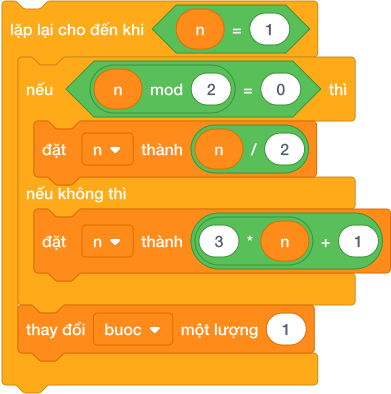 lặp lại cho đến khi n = 1
nếu n mod 2 = 0 thì
đặt n thành n / 2
nếu không thì
đặt n thành 3 * n + 1
thay đổi buoc một lượng 1